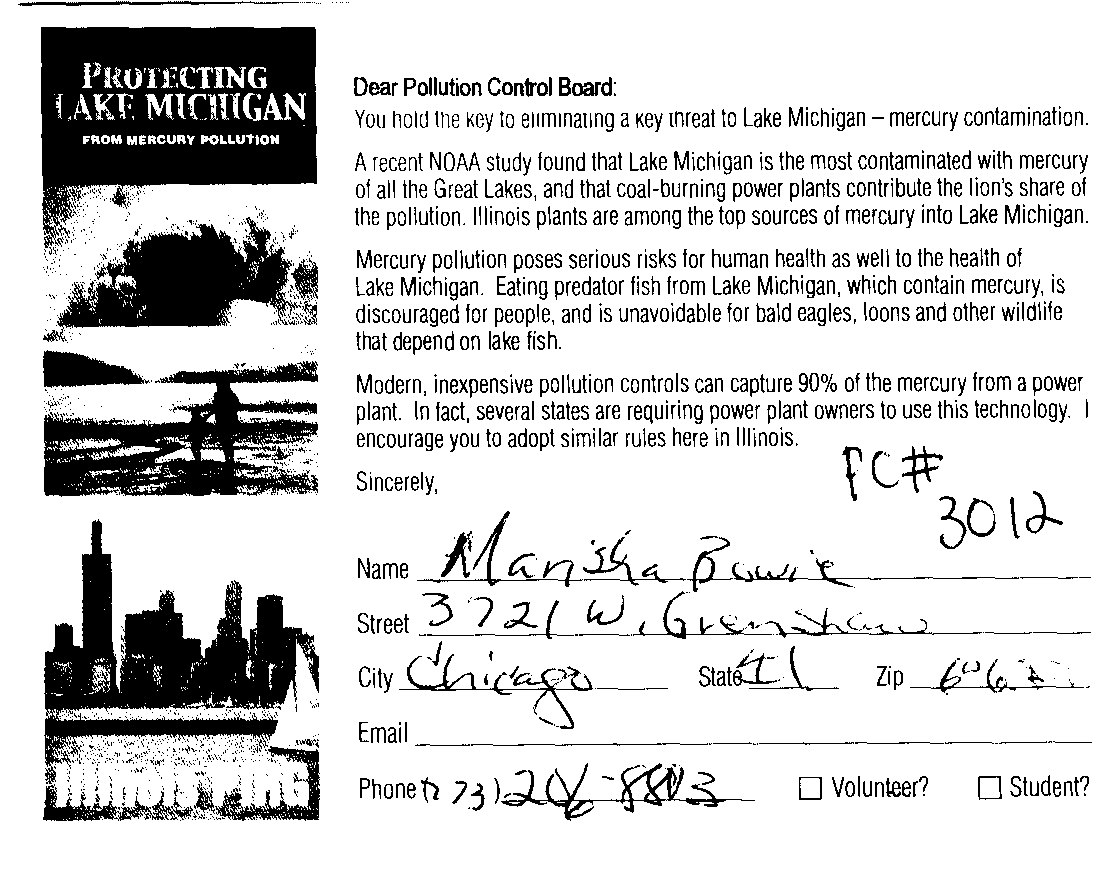 PROTECTING
LAKE MICHIGAN
FROM MERCURY POLLUTION
Illinois PIRG
Dear Pollution Control Board:
You hold the key to eliminating a key threat to Lake Michigan – mercury contamination.
A recent NOAA study found that Lake Michigan is the most contaminated with mercury
of all the Great Lakes, and that coal-burning power plants contribute the lion's share of
the pollution. Illinois plants are among the top sources of mercury into Lake Michigan.
Mercury pollution poses serious risks for human health as well to the health of
Lake Michigan. Eating predator fish from Lake Michigan, which contain mercury, is
discouraged for people, and is unavoidable for bald eagles, loons and other wildlife
that depend on lake fish.
Modern, inexpensive pollution controls can capture 90% of the mercury from a power
plant. In fact, several states are requiring power plant owners to use this technology. I
encourage you to adopt similar rules here in Illinois.
Sincerely,
PC#
3012
Name Manisha Bowie
Street 3721 W. Grenshaw
City Chicago State Il Zip
Email
Phone
Volunteer? Student?